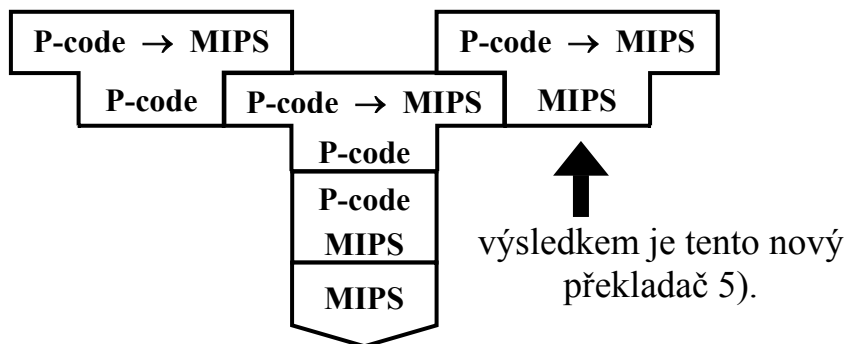 P-code → MIPS
P-code → MIPS
P-code
P-code → MIPS
MIPS
P-code
P-code
MIPS
MIPS
výsledkem je tento nový
překladač 5).